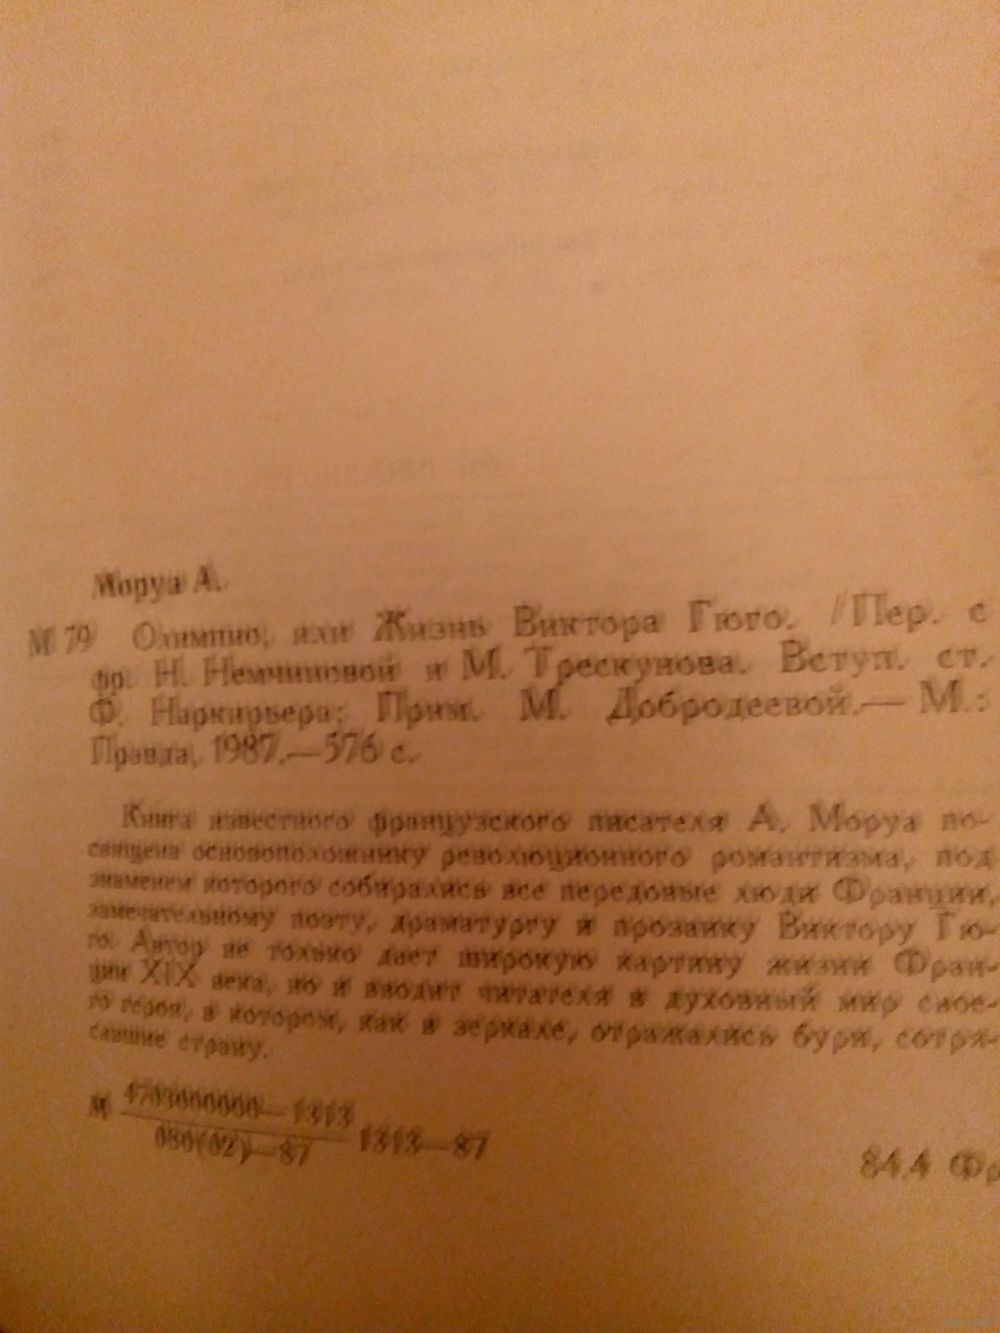 Моруа А.
М 79 Олимпио, или Жизнь Виктора Гюго. /Пер. с
фр. Н. Немчиновой и М. Трескунова. Вступ. ст.
Ф. Наркирьера; Прим. М. Добродеевой.— М.:
Правда, 1987.—576 с.
Книга известного французского писателя А. Моруа по-
священа основоположнику революционного романтизма, под
знаменем которого собирались все передовые люди Франции,
замечательному поэту, драматургу и прозаику Виктору Гю-
го. Автор не только дает широкую картину жизни Фран-
ции XIX века, но и вводит читателя в духовный мир свое-
го героя, в котором, как в зеркале, отражались бури, сотря-
савшие страну.
М 4703000000—1313
080(02)—87 1313—87
84.4 Фр